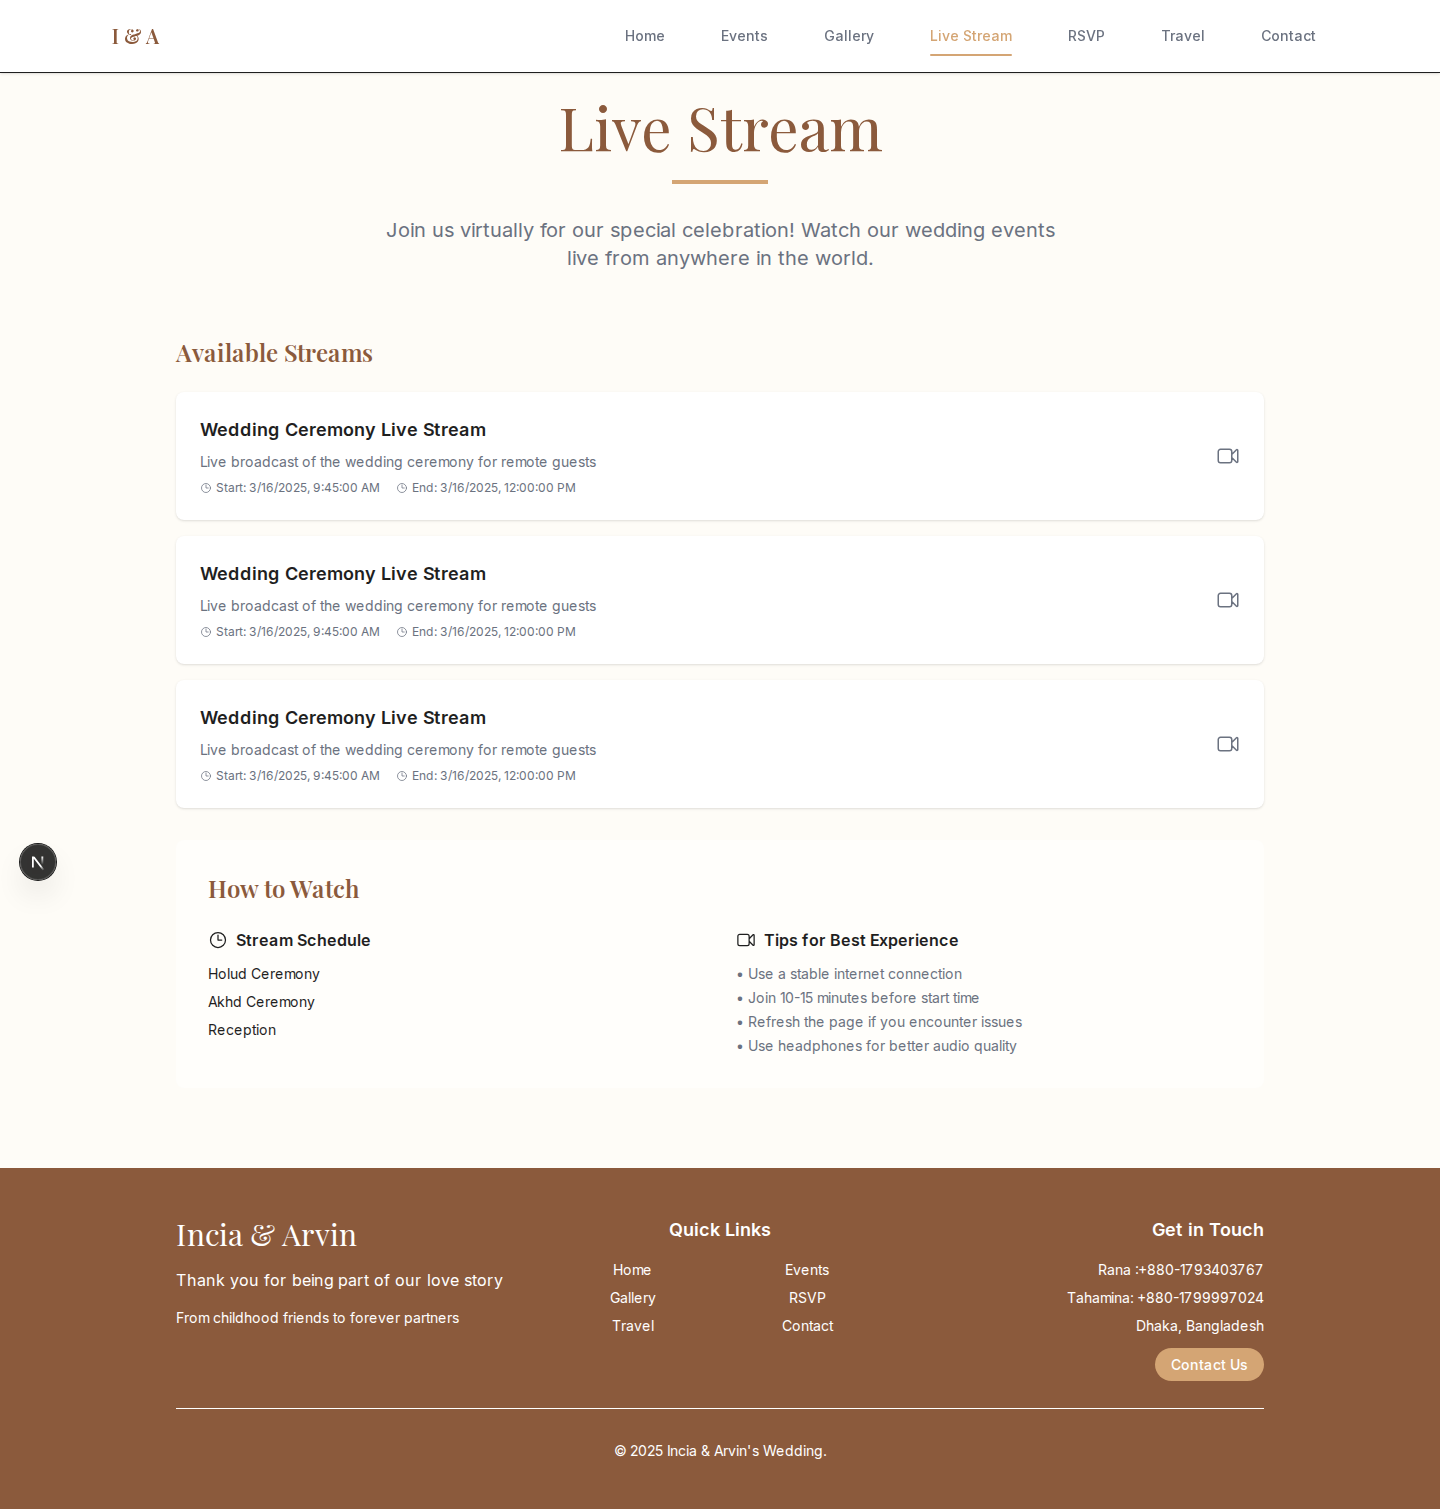 I & A
Home Events Gallery Live Stream RSVP Travel Contact
Live Stream
Join us virtually for our special celebration! Watch our wedding events
live from anywhere in the world.
Available Streams
Wedding Ceremony Live Stream
Live broadcast of the wedding ceremony for remote guests
Start: 3/16/2025, 9:45:00 AM End: 3/16/2025, 12:00:00 PM
Wedding Ceremony Live Stream
Live broadcast of the wedding ceremony for remote guests
Start: 3/16/2025, 9:45:00 AM End: 3/16/2025, 12:00:00 PM
Wedding Ceremony Live Stream
Live broadcast of the wedding ceremony for remote guests
Start: 3/16/2025, 9:45:00 AM End: 3/16/2025, 12:00:00 PM
N
How to Watch
Stream Schedule
Holud Ceremony
Akhd Ceremony
Reception
Tips for Best Experience
• Use a stable internet connection
• Join 10-15 minutes before start time
• Refresh the page if you encounter issues
• Use headphones for better audio quality
Incia & Arvin
Thank you for being part of our love story
From childhood friends to forever partners
Quick Links
Home Events
Gallery RSVP
Travel Contact
Get in Touch
Rana :+880-1793403767
Tahamina: +880-1799997024
Dhaka, Bangladesh
Contact Us
© 2025 Incia & Arvin's Wedding.